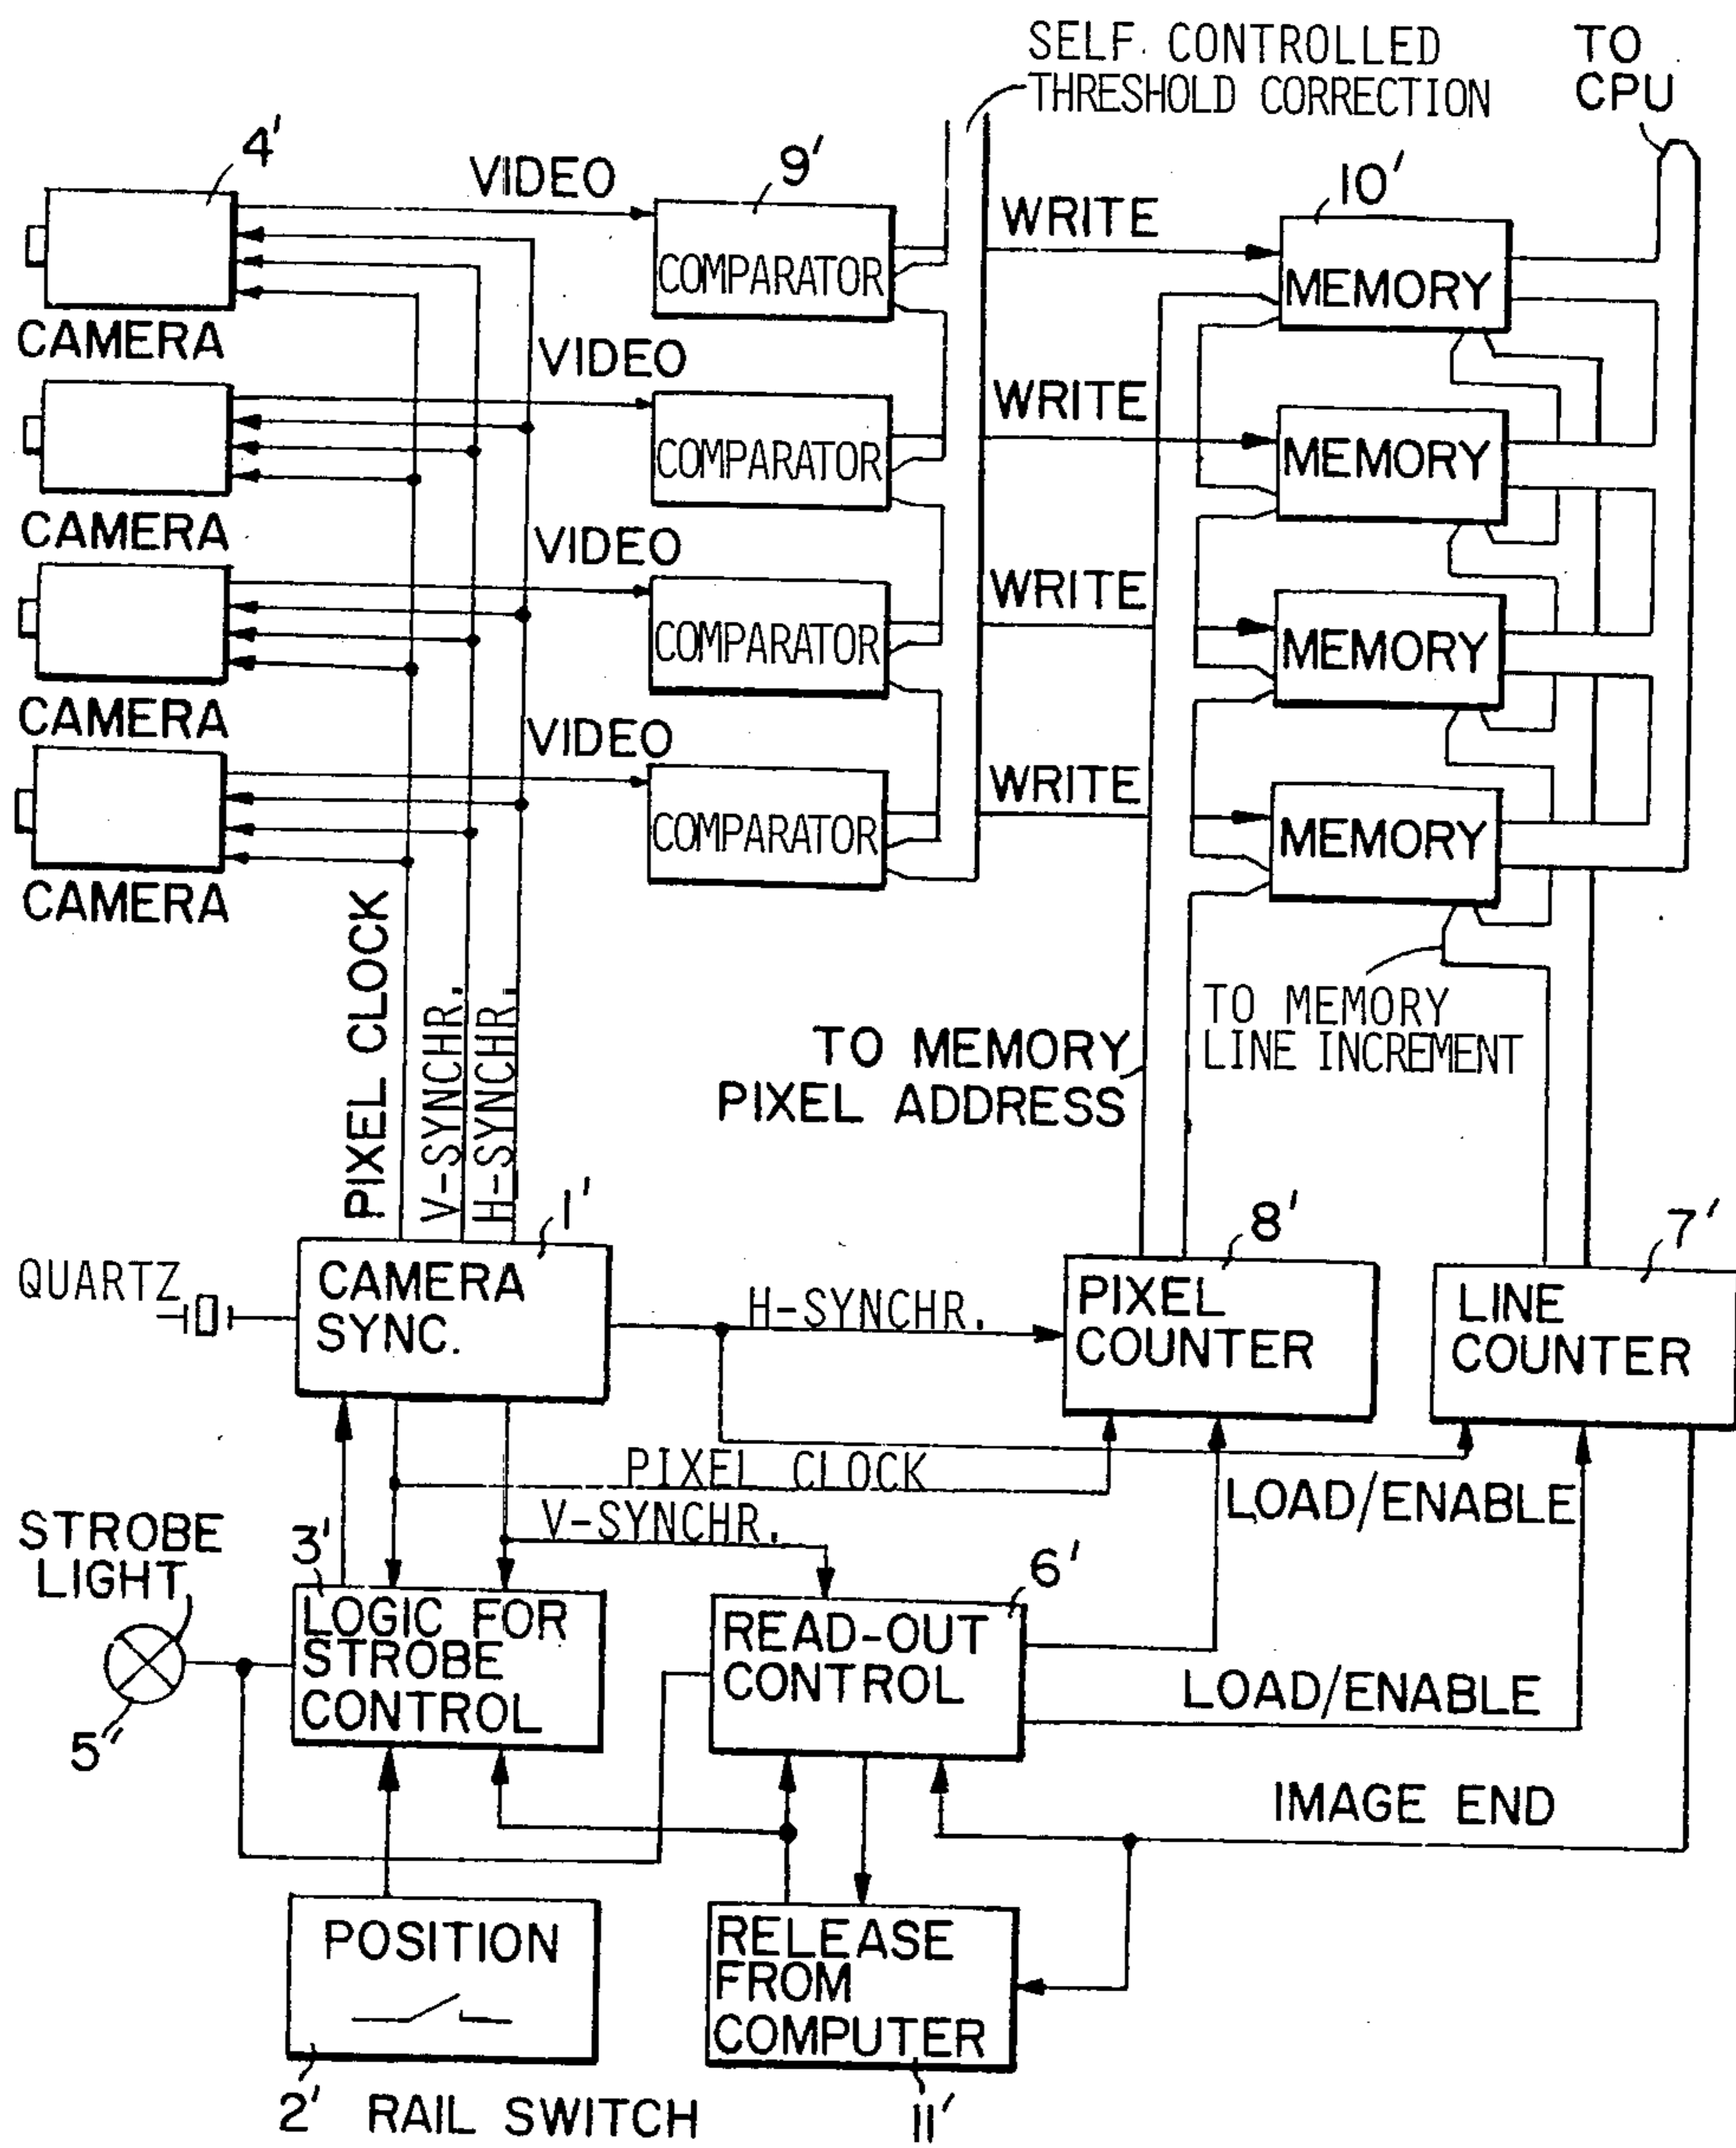 SELF CONTROLLED
THRESHOLD CORRECTION
TO
CPU
4'
VIDEO
9'
WRITE
10'
COMPARATOR
MEMORY
CAMERA
VIDEO
WRITE
COMPARATOR
MEMORY
CAMERA
VIDEO
WRITE
COMPARATOR
MEMORY
CAMERA
VIDEO
WRITE
COMPARATOR
MEMORY
CAMERA
PIXEL CLOCK
V-SYNCHR.
H-SYNCHR.
TO MEMORY
PIXEL ADDRESS
TO MEMORY
LINE INCREMENT
1'
8'
7'
QUARTZ
CAMERA
SYNC.
H-SYNCHR.
PIXEL
COUNTER
LINE
COUNTER
PIXEL CLOCK
LOAD/ENABLE
V-SYNCHR.
STROBE
LIGHT
3'
6'
LOGIC FOR
STROBE
CONTROL
READ-OUT
CONTROL
LOAD/ENABLE
5"
IMAGE END
POSITION
RELEASE
FROM
COMPUTER
2'
RAIL SWITCH
11'